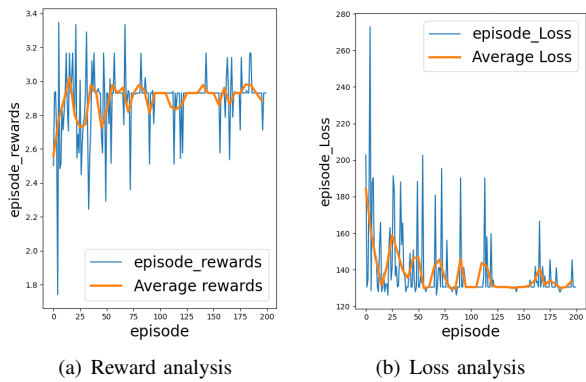 3.4
3.2
3.0
2.8
2.6
2.4
2.2
2.0
1.8
episode_rewards
episode_rewards
Average rewards
0 25 50 75 100 125 150 175 200
episode
(a) Reward analysis
280
260
240
220
200
180
160
140
120
episode_Loss
episode_Loss
Average Loss
0 25 50 75 100 125 150 175 200
episode
(b) Loss analysis